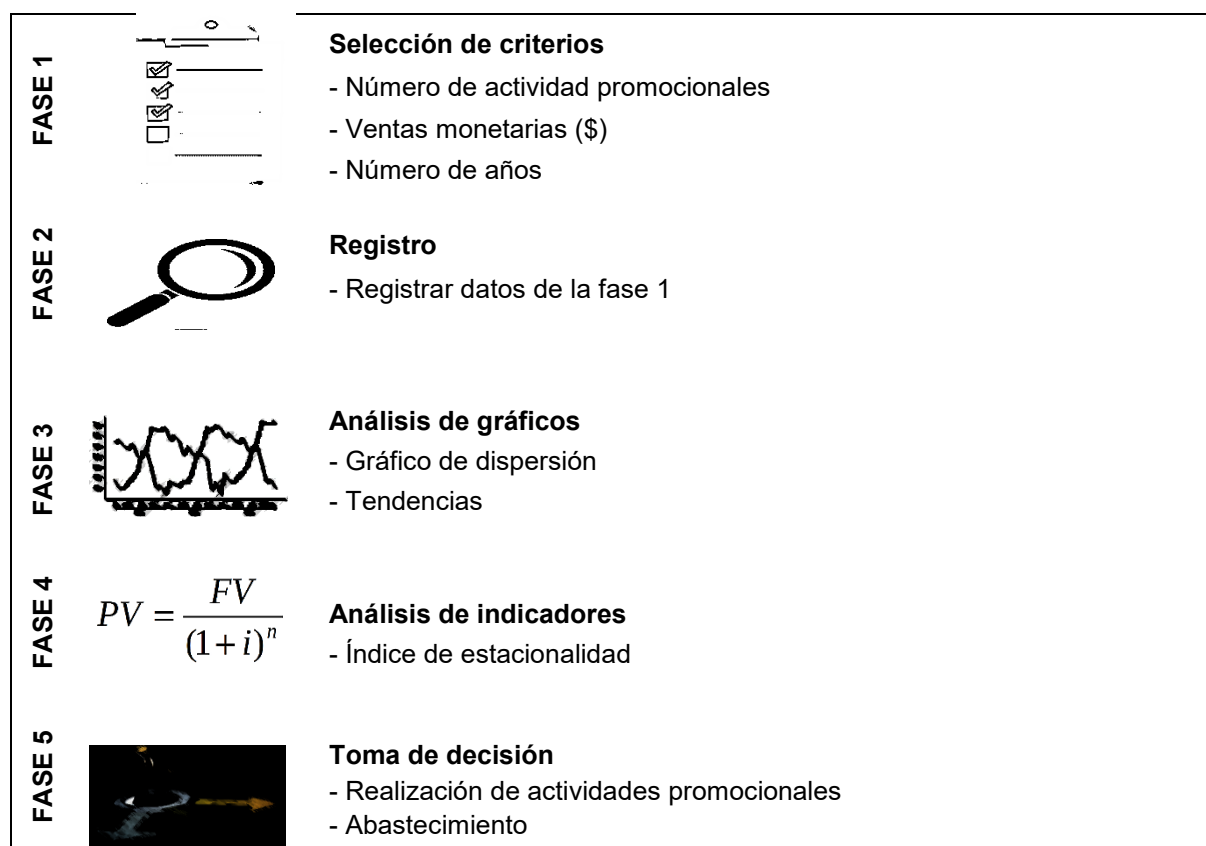 FASE 1
Selección de criterios
- Número de actividad promocionales
- Ventas monetarias ($)
- Número de años
FASE 2
Registro
- Registrar datos de la fase 1
FASE 3
Análisis de gráficos
- Gráfico de dispersión
- Tendencias
FASE 4
PV = FV / (1 + i)^n
Análisis de indicadores
- Índice de estacionalidad
FASE 5
Toma de decisión
- Realización de actividades promocionales
- Abastecimiento